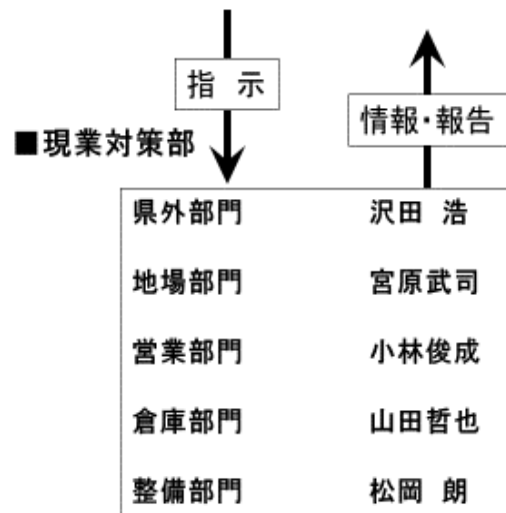 指 示
情報・報告
■現業対策部
県外部門 沢田 浩
地場部門 宮原武司
営業部門 小林俊成
倉庫部門 山田哲也
整備部門 松岡 朗